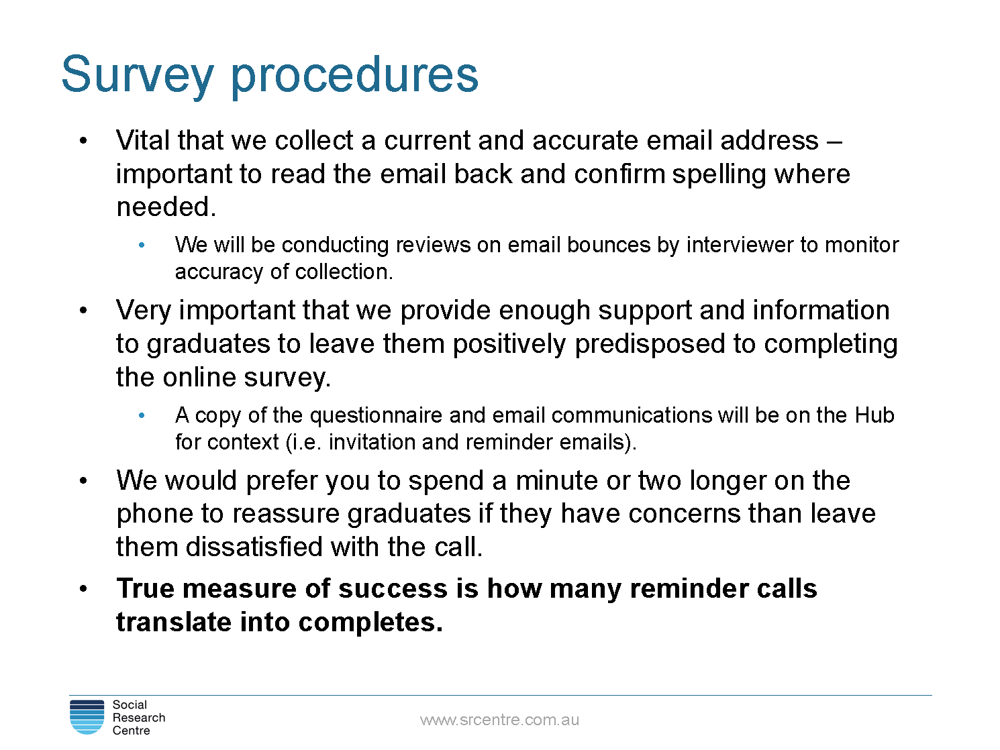 Survey procedures
• Vital that we collect a current and accurate email address –
important to read the email back and confirm spelling where
needed.
• We will be conducting reviews on email bounces by interviewer to monitor
accuracy of collection.
• Very important that we provide enough support and information
to graduates to leave them positively predisposed to completing
the online survey.
• A copy of the questionnaire and email communications will be on the Hub
for context (i.e. invitation and reminder emails).
• We would prefer you to spend a minute or two longer on the
phone to reassure graduates if they have concerns than leave
them dissatisfied with the call.
• True measure of success is how many reminder calls
translate into completes.
Social
Research
Centre
www.srcentre.com.au